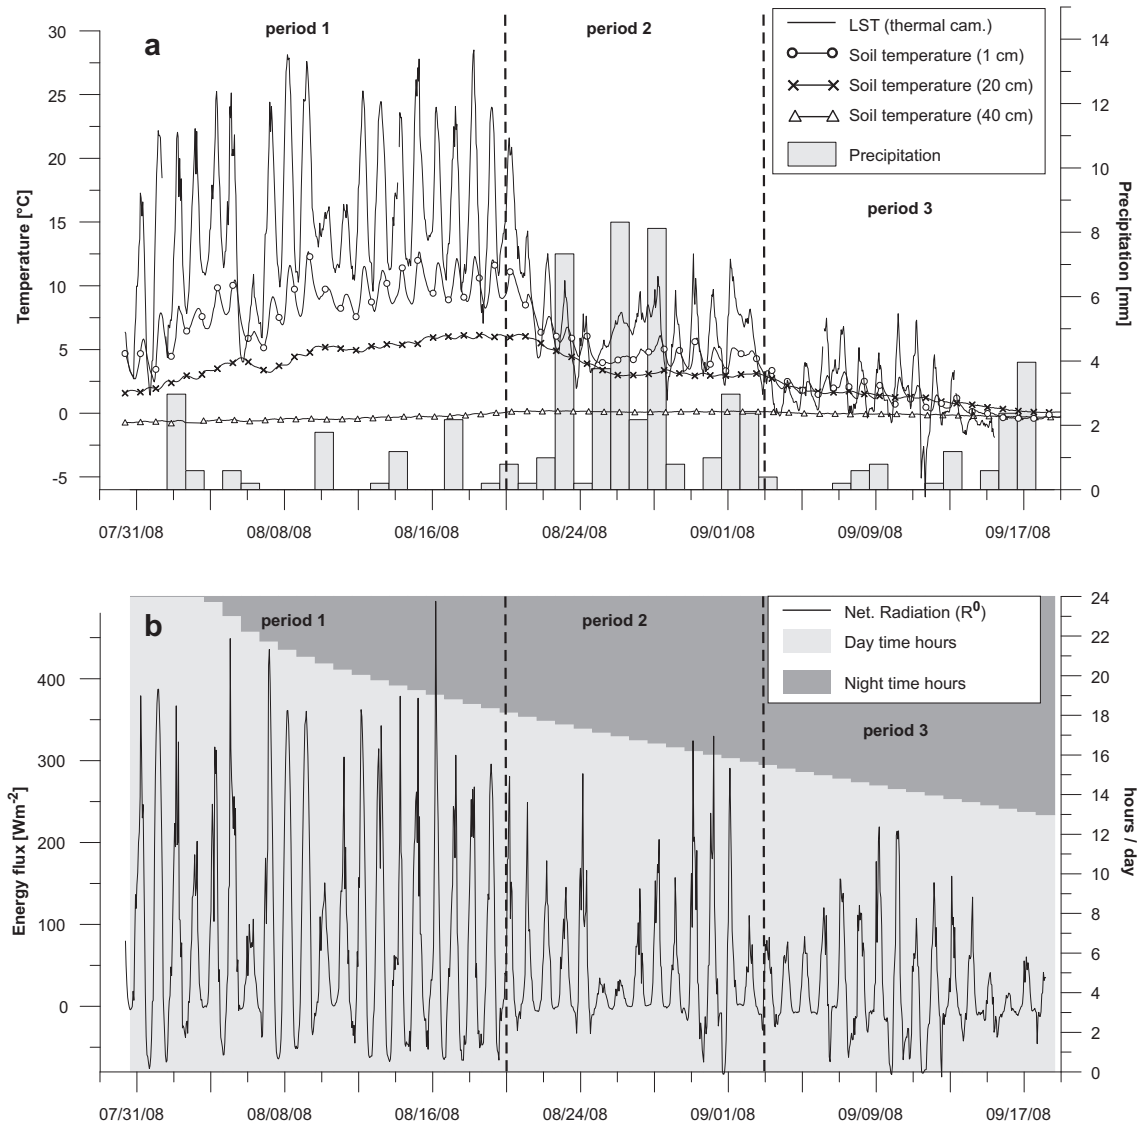 a
period 1
period 2
period 3
LST (thermal cam.)
Soil temperature (1 cm)
Soil temperature (20 cm)
Soil temperature (40 cm)
Precipitation
Temperature [°C]
30
25
20
15
10
5
0
-5
Precipitation [mm]
14
12
10
8
6
4
2
0
07/31/08
08/08/08
08/16/08
08/24/08
09/01/08
09/09/08
09/17/08
b
period 1
period 2
period 3
Net. Radiation (R⁰)
Day time hours
Night time hours
Energy flux [Wm⁻²]
400
300
200
100
0
hours / day
24
22
20
18
16
14
12
10
8
6
4
2
0
07/31/08
08/08/08
08/16/08
08/24/08
09/01/08
09/09/08
09/17/08